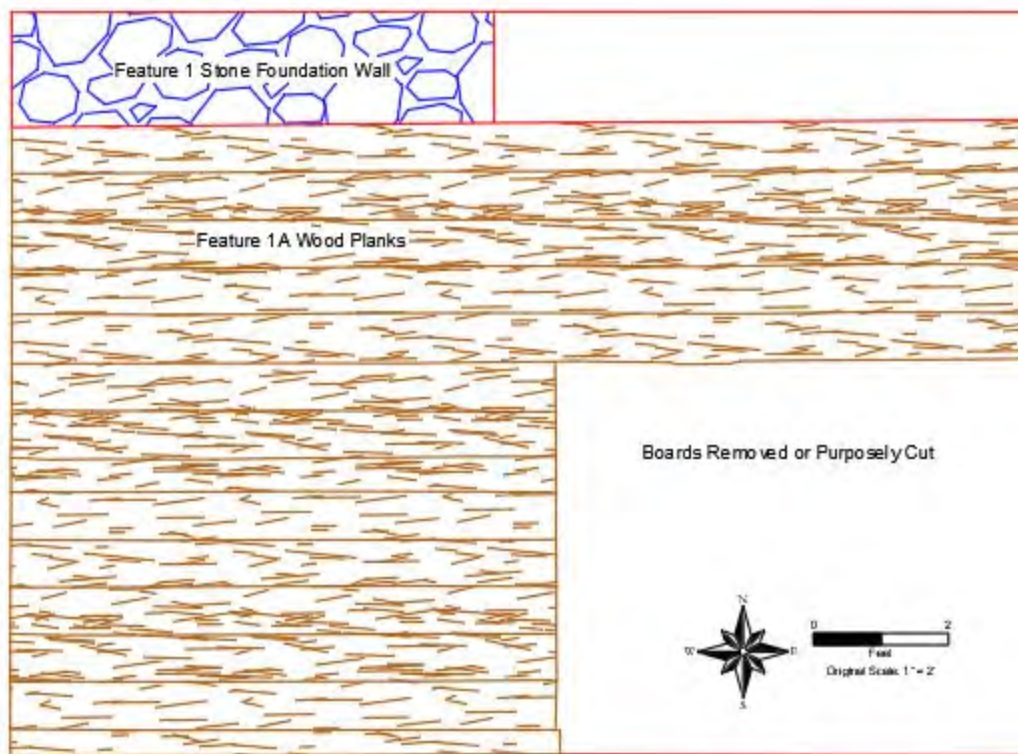 Feature 1 Stone Foundation Wall
Feature 1A Wood Planks
Boards Removed or Purposely Cut
N
W E
S
0 2
Feet
Original Scale: 1" = 2'